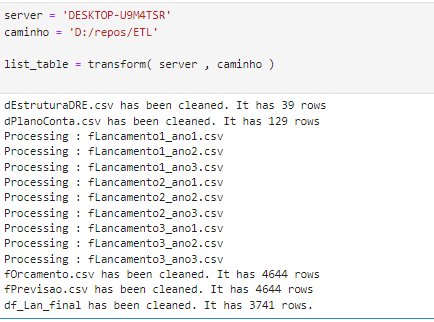 server = 'DESKTOP-U9M4TSR'
caminho = 'D:/repos/ETL'
list_table = transform( server , caminho )
dEstruturaDRE.csv has been cleaned. It has 39 rows
dPlanoConta.csv has been cleaned. It has 129 rows
Processing : fLancamento1_ano1.csv
Processing : fLancamento1_ano2.csv
Processing : fLancamento1_ano3.csv
Processing : fLancamento2_ano1.csv
Processing : fLancamento2_ano2.csv
Processing : fLancamento2_ano3.csv
Processing : fLancamento3_ano1.csv
Processing : fLancamento3_ano2.csv
Processing : fLancamento3_ano3.csv
fOrcamento.csv has been cleaned. It has 4644 rows
fPrevisao.csv has been cleaned. It has 4644 rows
df_Lan_final has been cleaned. It has 3741 rows.